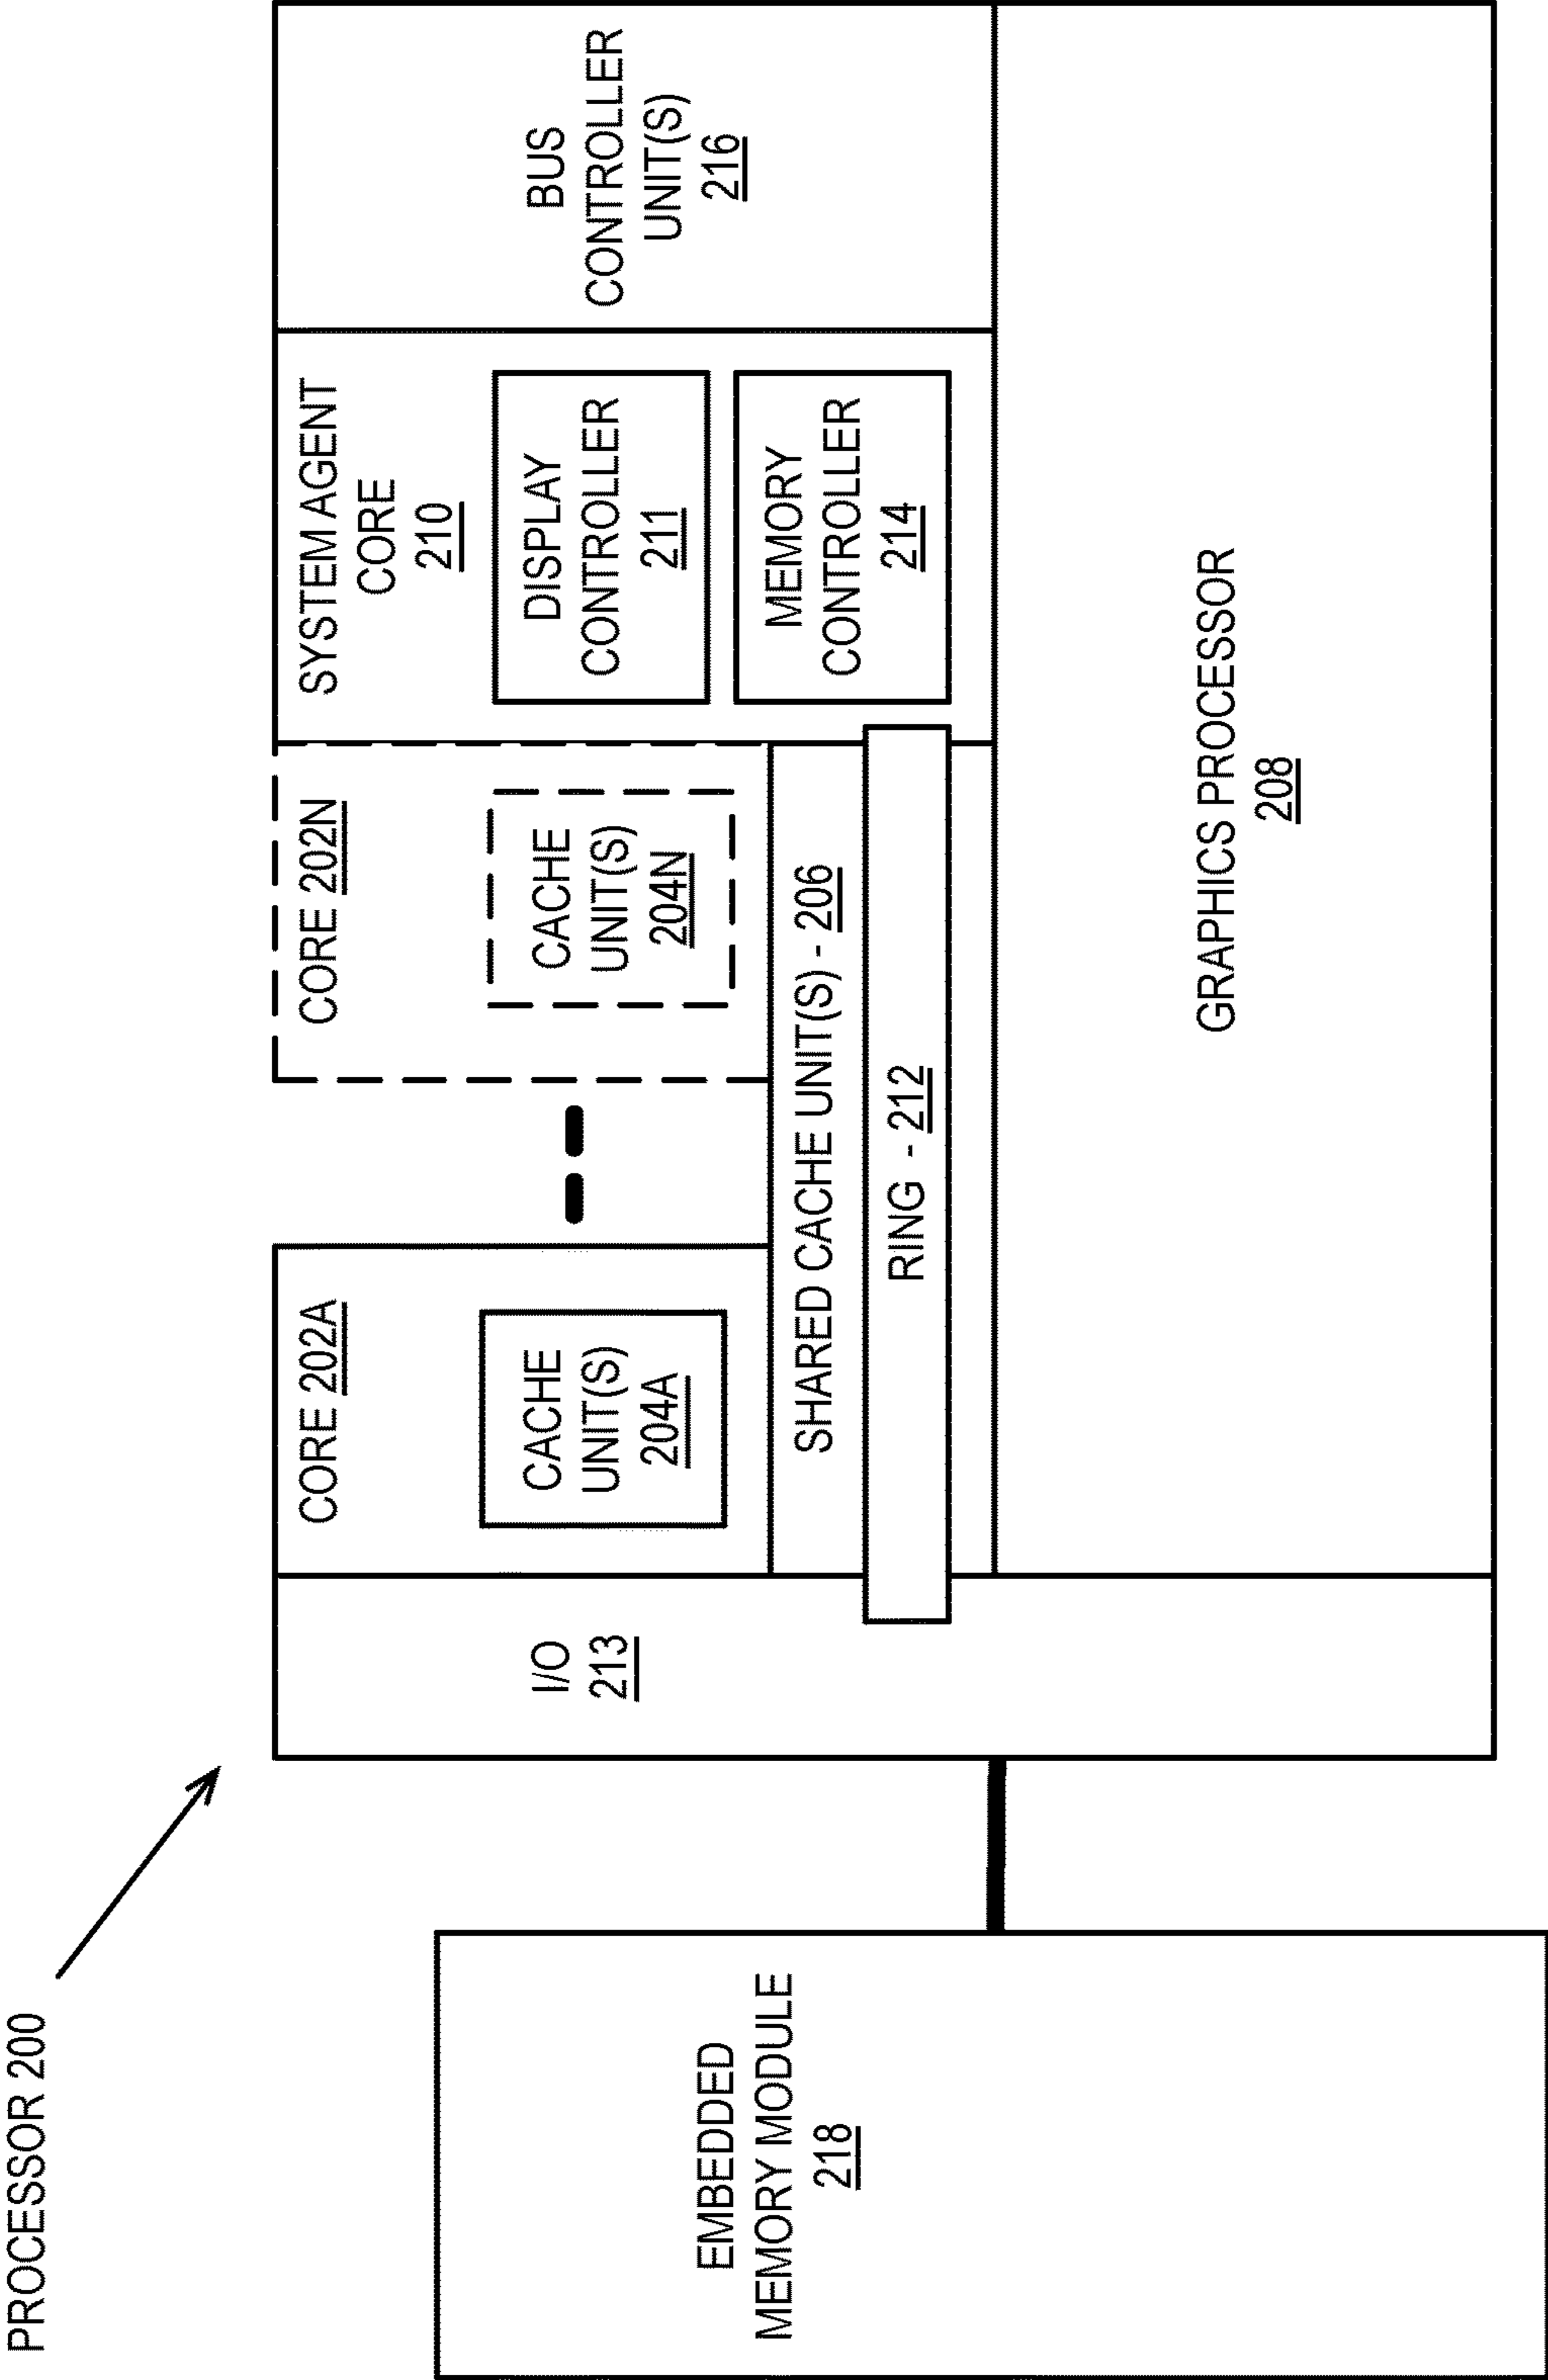 PROCESSOR 200
EMBEDDED
MEMORY MODULE
218
I/O
213
CORE 202A
CACHE
UNIT(S)
204A
CORE 202N
CACHE
UNIT(S)
204N
SHARED CACHE UNIT(S) - 206
RING - 212
SYSTEM AGENT
CORE
210
DISPLAY
CONTROLLER
211
MEMORY
CONTROLLER
214
BUS
CONTROLLER
UNIT(S)
216
GRAPHICS PROCESSOR
208